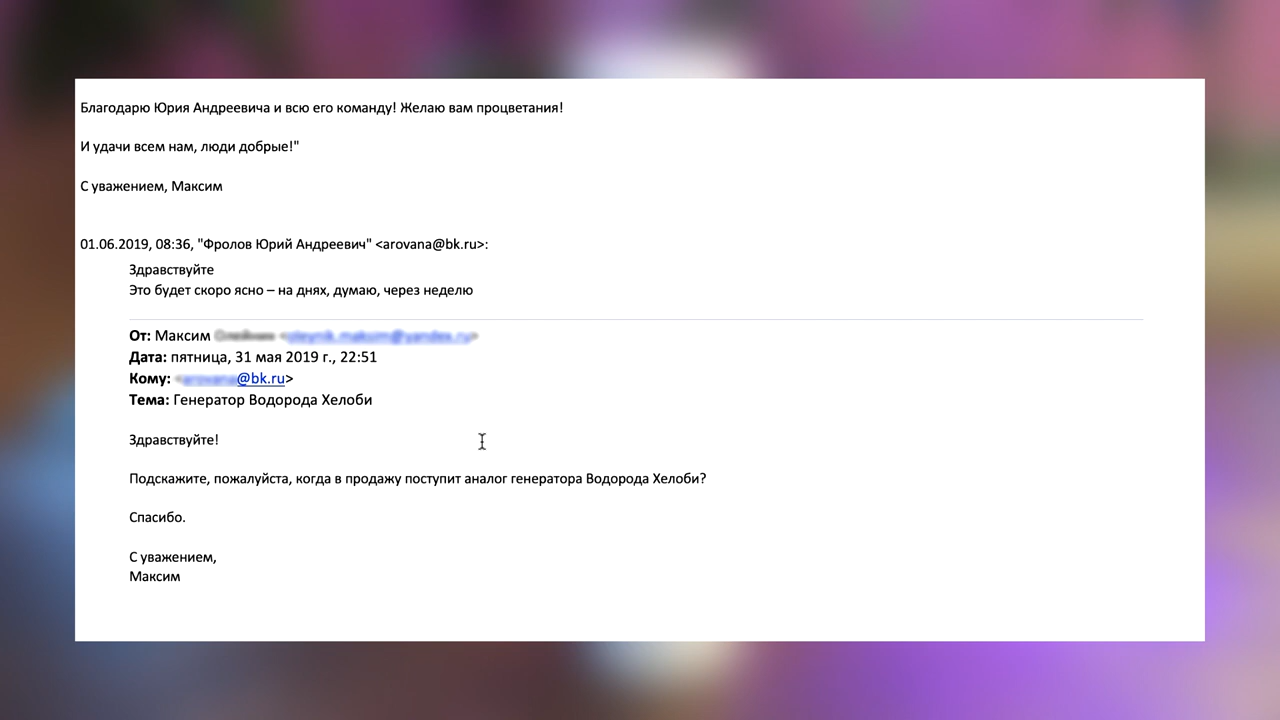 Благодарю Юрия Андреевича и всю его команду! Желаю вам процветания!
И удачи всем нам, люди добрые!"
С уважением, Максим
01.06.2019, 08:36, "Фролов Юрий Андреевич" <arovana@bk.ru>:
Здравствуйте
Это будет скоро ясно – на днях, думаю, через неделю
От: Максим
Дата: пятница, 31 мая 2019 г., 22:51
Кому: @bk.ru>
Тема: Генератор Водорода Хелоби
Здравствуйте!
Подскажите, пожалуйста, когда в продажу поступит аналог генератора Водорода Хелоби?
Спасибо.
С уважением,
Максим